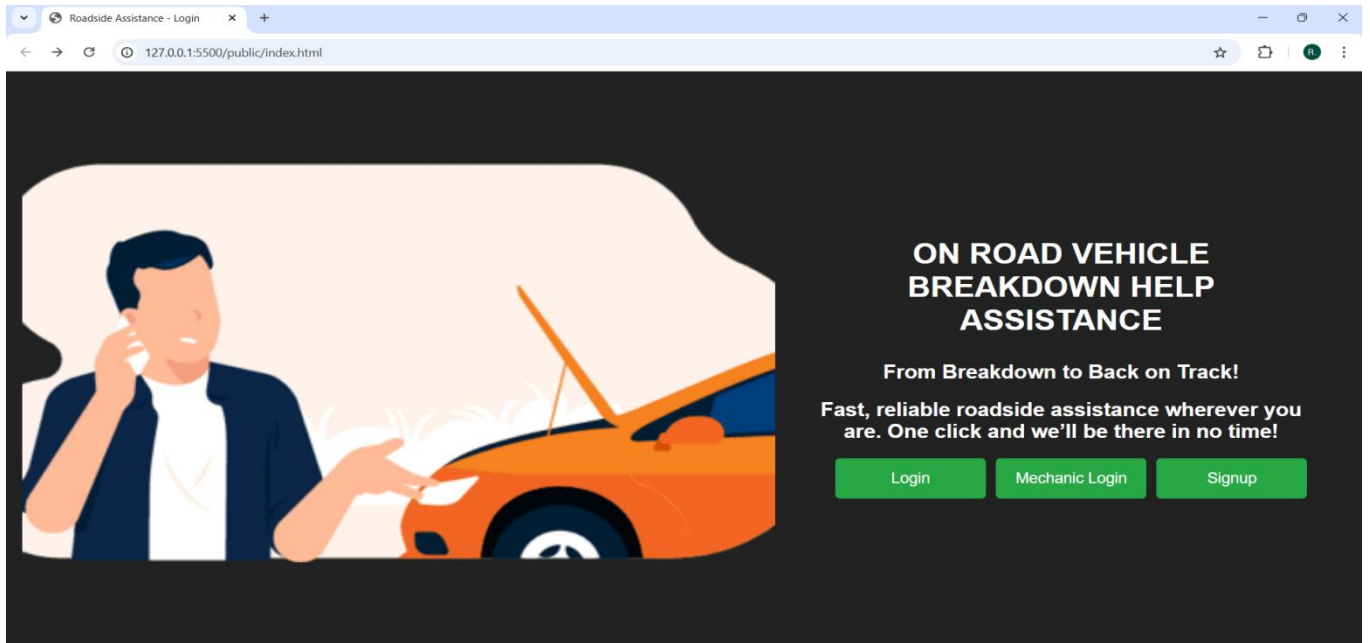 Roadside Assistance - Login
127.0.0.1:5500/public/index.html
R.
ON ROAD VEHICLE
BREAKDOWN HELP
ASSISTANCE
From Breakdown to Back on Track!
Fast, reliable roadside assistance wherever you
are. One click and we’ll be there in no time!
Login Mechanic Login Signup